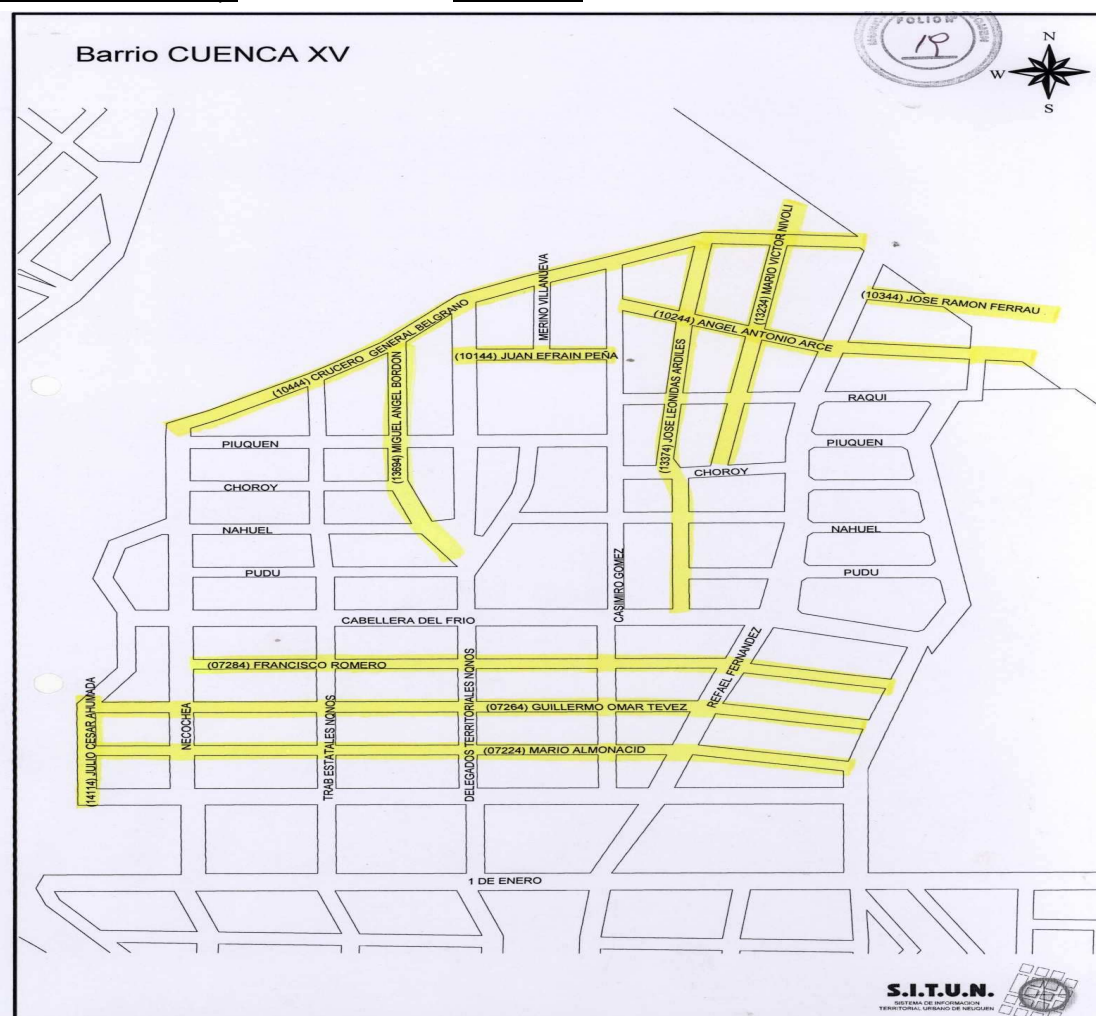 Barrio CUENCA XV
FOLIO N°
19
N
W
S
(13234) MARIO VICTOR NIVOLI
MERINO VILLANUEVA
(10344) JOSE RAMON FERRAU
(10444) CRUCERO GENERAL BELGRANO
(10244) ANGEL ANTONIO ARCE
(10144) JUAN EFRAIN PEÑA
(13694) MIGUEL ANGEL BORDON
(13374) JOSE LEONIDAS ARDILES
RAQUI
PIUQUEN
PIUQUEN
CHOROY
CHOROY
NAHUEL
NAHUEL
PUDU
PUDU
CASIMIRO GOMEZ
CABELLERA DEL FRIO
REFAEL FERNANDEZ
(07284) FRANCISCO ROMERO
(14114) JULIO CESAR AHUMADA
NECOCHEA
TRAB ESTATALES NQNOS
DELEGADOS TERRITORIALES NQNOS
(07264) GUILLERMO OMAR TEVEZ
(07224) MARIO ALMONACID
1 DE ENERO
S.I.T.U.N.
SISTEMA DE INFORMACION
TERRITORIAL URBANO DE NEUQUEN